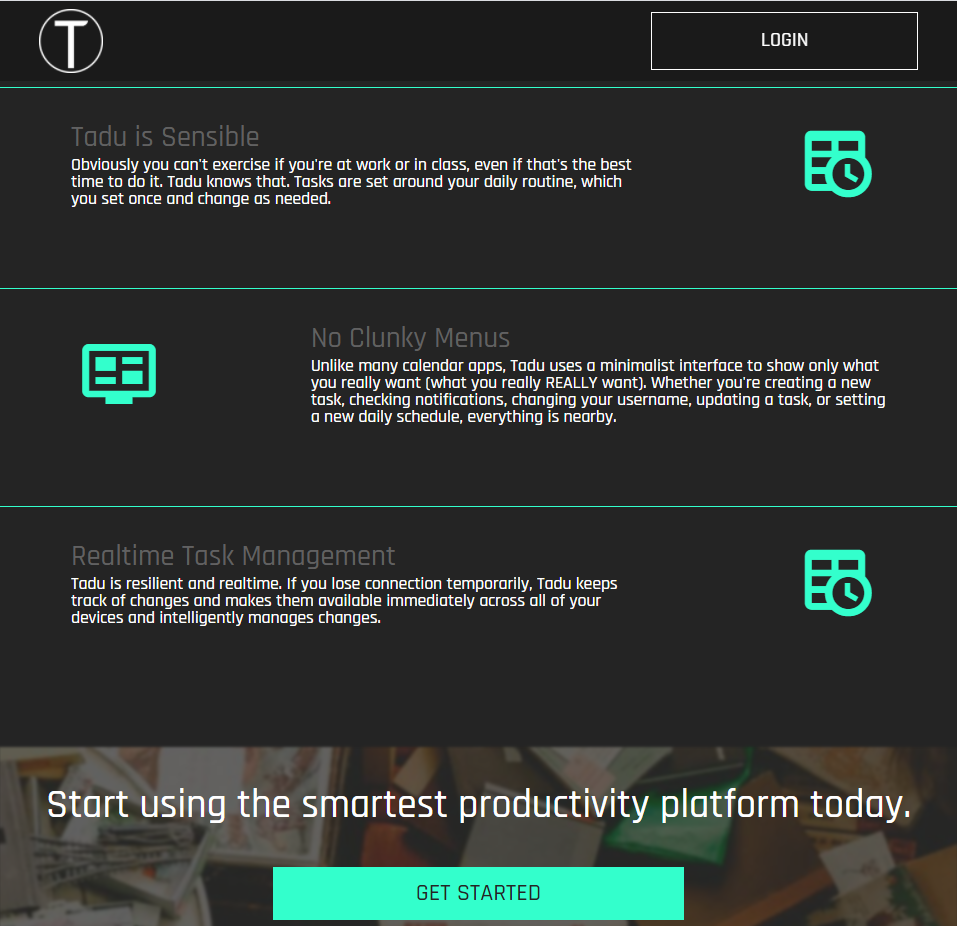 T
LOGIN
Tadu is Sensible
Obviously you can't exercise if you're at work or in class, even if that's the best
time to do it. Tadu knows that. Tasks are set around your daily routine, which
you set once and change as needed.
No Clunky Menus
Unlike many calendar apps, Tadu uses a minimalist interface to show only what
you really want (what you really REALLY want). Whether you're creating a new
task, checking notifications, changing your username, updating a task, or setting
a new daily schedule, everything is nearby.
Realtime Task Management
Tadu is resilient and realtime. If you lose connection temporarily, Tadu keeps
track of changes and makes them available immediately across all of your
devices and intelligently manages changes.
Start using the smartest productivity platform today.
GET STARTED